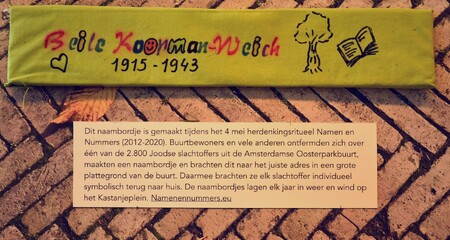 Belle Koopman-Welch
1915-1943
Dit naambordje is gemaakt tijdens het 4 mei herdenkingsritueel Namen en
Nummers (2012-2020). Buurtbewoners en vele anderen ontfermden zich over
één van de 2.800 Joodse slachtoffers uit de Amsterdamse Oosterparkbuurt,
maakten een naambordje en brachten dit naar het juiste adres in een grote
plattegrond van de buurt. Daarmee brachten ze elk slachtoffer individueel
symbolisch terug naar huis. De naambordjes lagen elk jaar in weer en wind op
het Kastanjeplein. Namenennummers.eu